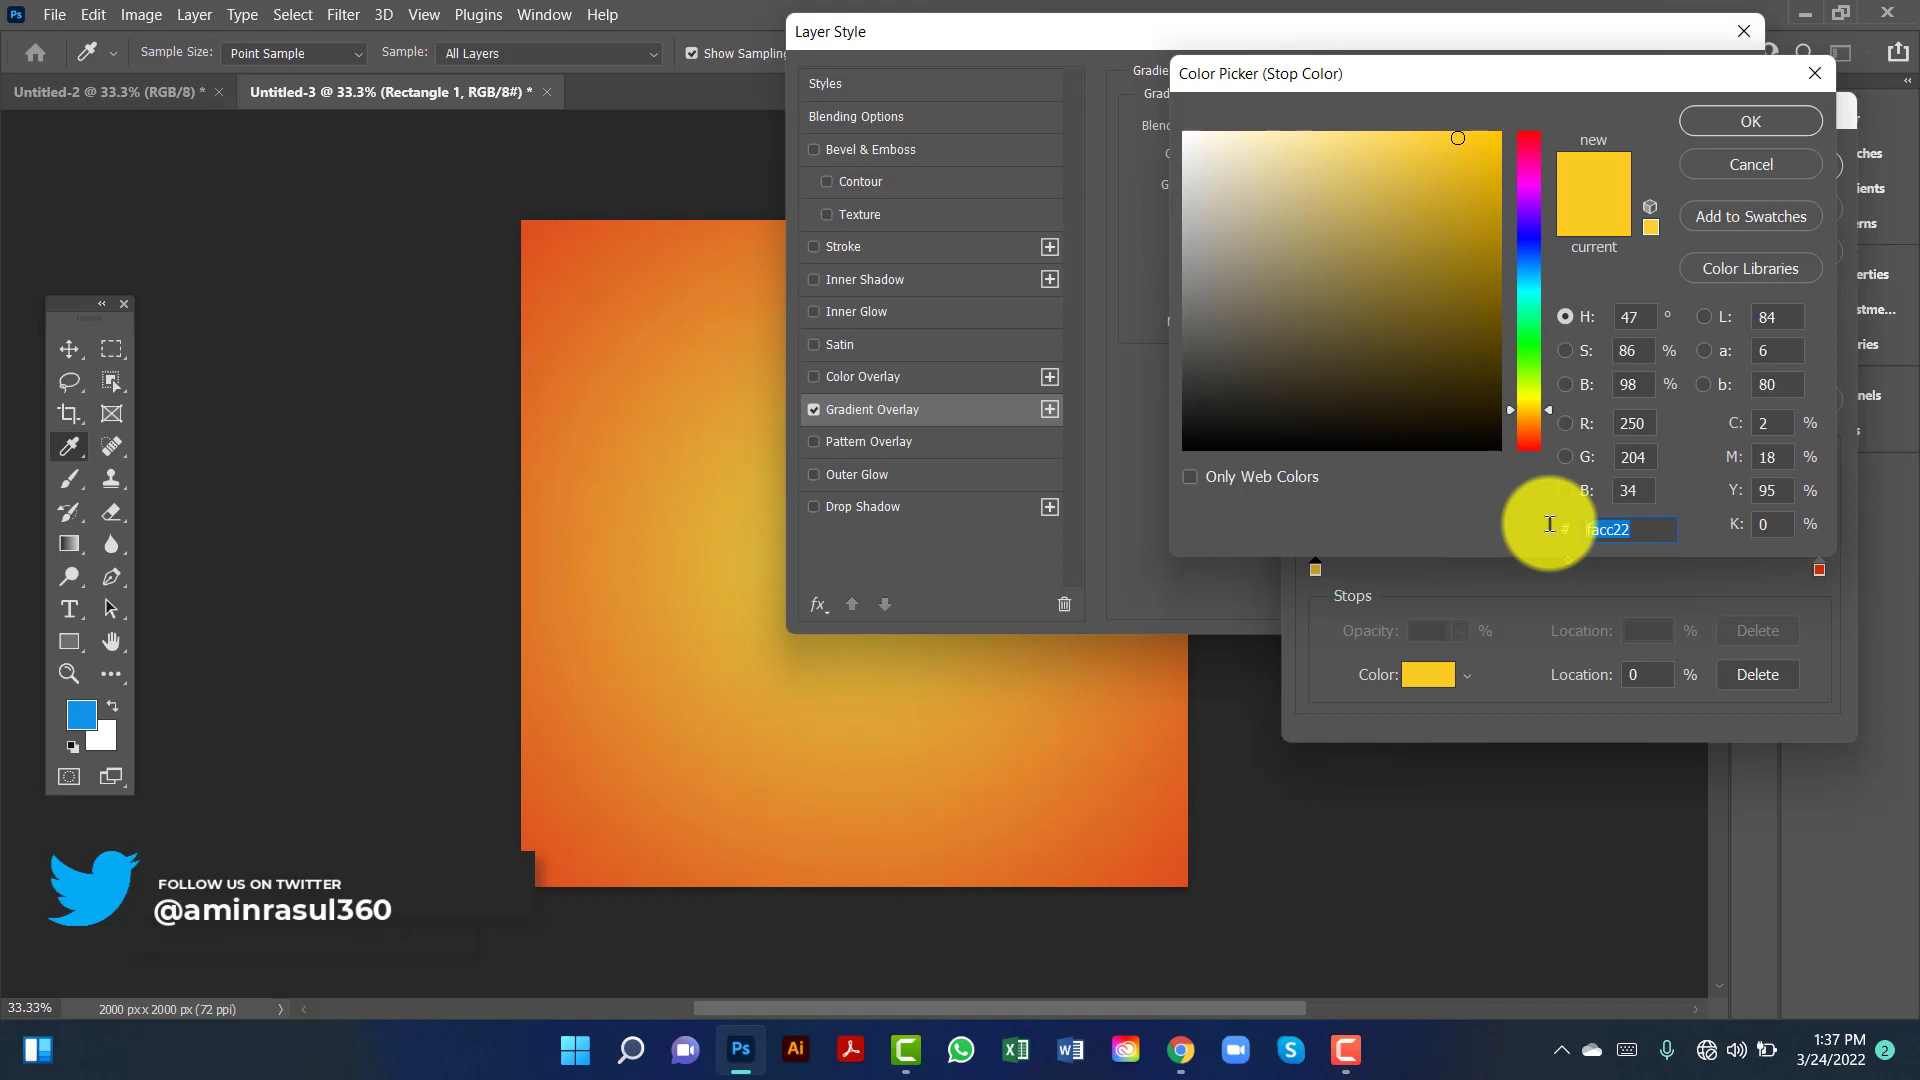 File Edit Image Layer Type Select Filter 3D View Plugins Window Help
Sample Size: Point Sample Sample: All Layers Show Sampling
Untitled-2 @ 33.3% (RGB/8) * Untitled-3 @ 33.3% (Rectangle 1, RGB/8#) *
Layer Style
Styles
Blending Options
Bevel & Emboss
Contour
Texture
Stroke
Inner Shadow
Inner Glow
Satin
Color Overlay
Gradient Overlay
Pattern Overlay
Outer Glow
Drop Shadow
fx
Color Picker (Stop Color)
new
current
OK
Cancel
Add to Swatches
Color Libraries
H: 47 ° L: 84
S: 86 % a: 6
B: 98 % b: 80
R: 250 C: 2 %
G: 204 M: 18 %
B: 34 Y: 95 %
# facc22 K: 0 %
Only Web Colors
Stops
Opacity: % Location: % Delete
Color: Location: 0 % Delete
FOLLOW US ON TWITTER
@aminrasul360
33.33% 2000 px x 2000 px (72 ppi)
1:37 PM
3/24/2022 2